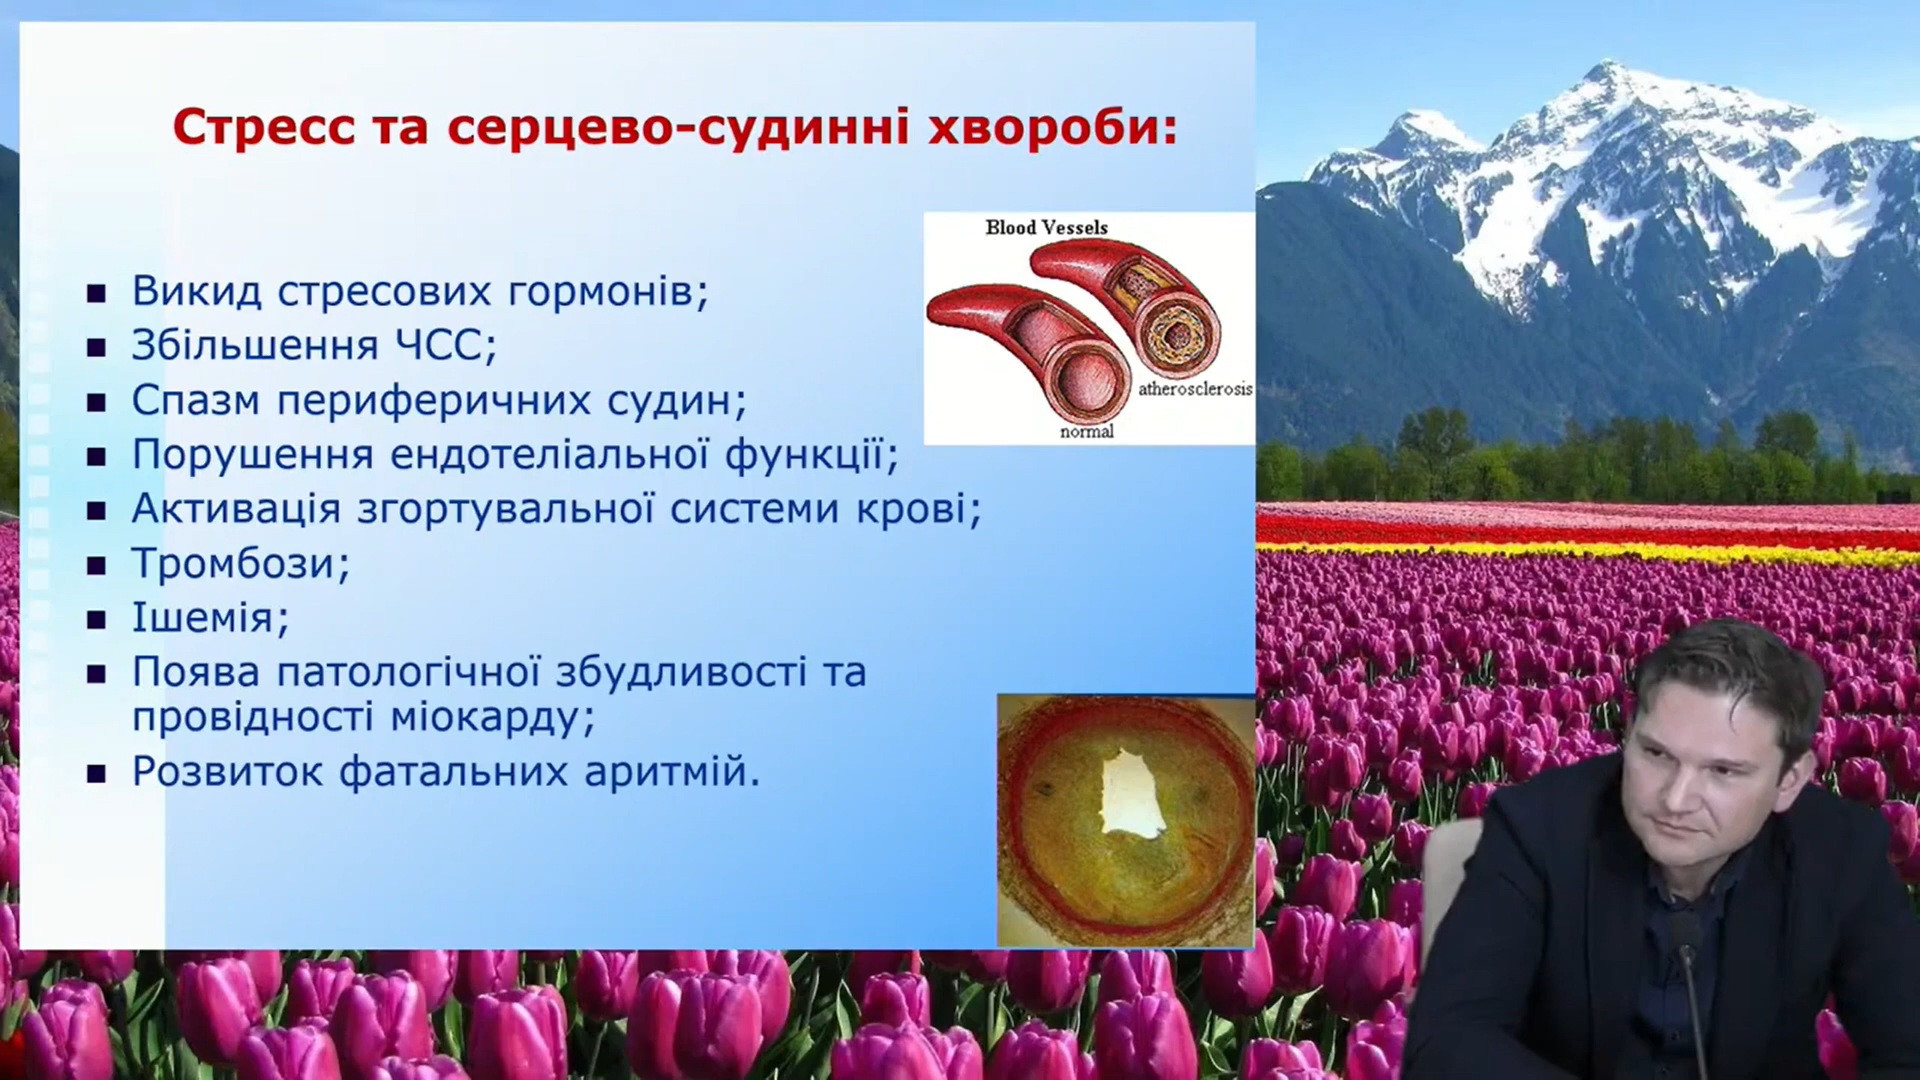 Стресс та серцево-судинні хвороби:
Blood Vessels
atherosclerosis
normal
Викид стресових гормонів;
Збільшення ЧСС;
Спазм периферичних судин;
Порушення ендотеліальної функції;
Активація згортувальної системи крові;
Тромбози;
Ішемія;
Поява патологічної збудливості та
провідності міокарду;
Розвиток фатальних аритмій.